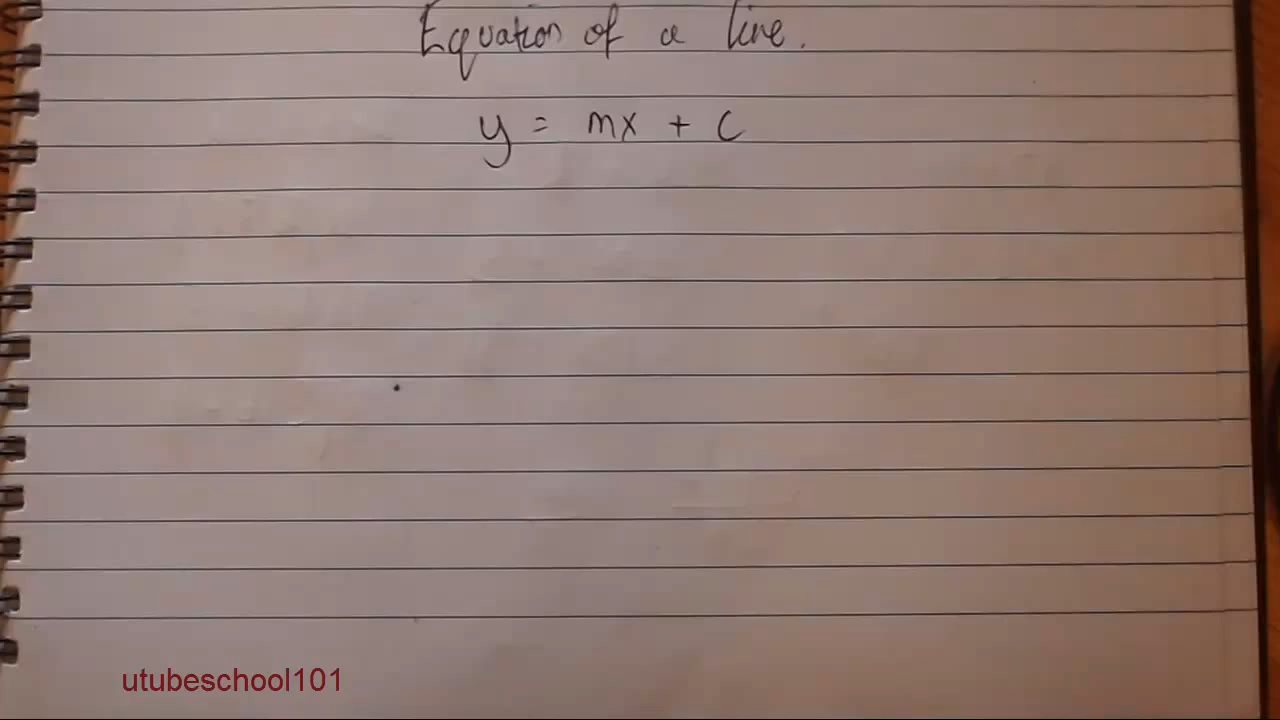 Equation of a line.
y = mx + c
utubeschool101